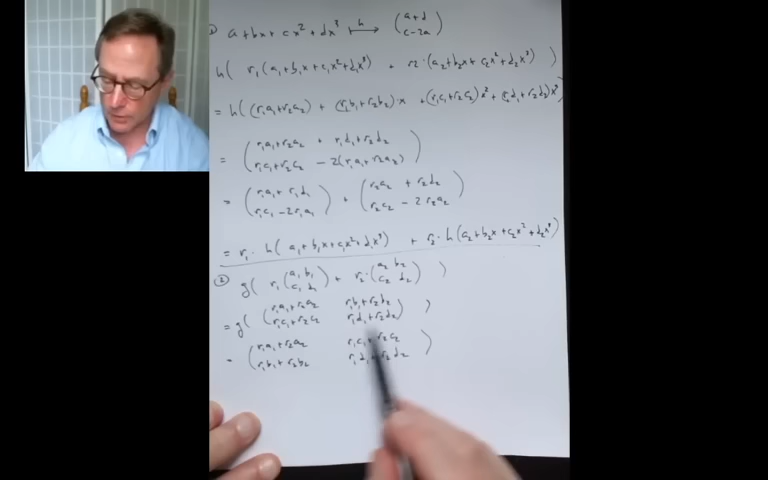 ① a+bx+cx²+dx³ ⟼ʰ (a+d
c-2a)
h( r₁(a₁+b₁x+c₁x²+d₁x³) + r₂·(a₂+b₂x+c₂x²+d₂x³) )
= h((r₁a₁+r₂a₂) + (r₁b₁+r₂b₂)x +(r₁c₁+r₂c₂)x² + (r₁d₁+r₂d₂)x³)
= (r₁a₁+r₂a₂ + r₁d₁+r₂d₂
r₁c₁+r₂c₂ -2(r₁a₁+r₂a₂))
= (r₁a₁ + r₁d₁ ) + (r₂a₂ + r₂d₂ )
(r₁c₁-2r₁a₁) (r₂c₂ - 2r₂a₂)
= r₁·h(a₁+b₁x+c₁x²+d₁x³) + r₂·h(a₂+b₂x+c₂x²+d₂x³)
② g( r₁(a₁ b₁ + r₂·(a₂ b₂ )
c₁ d₁) c₂ d₂)
= g( (r₁a₁+r₂a₂ r₁b₁+r₂b₂ )
r₁c₁+r₂c₂ r₁d₁+r₂d₂)
= (r₁a₁+r₂a₂ r₁c₁+r₂c₂ )
r₁b₁+r₂b₂ r₁d₁+r₂d₂